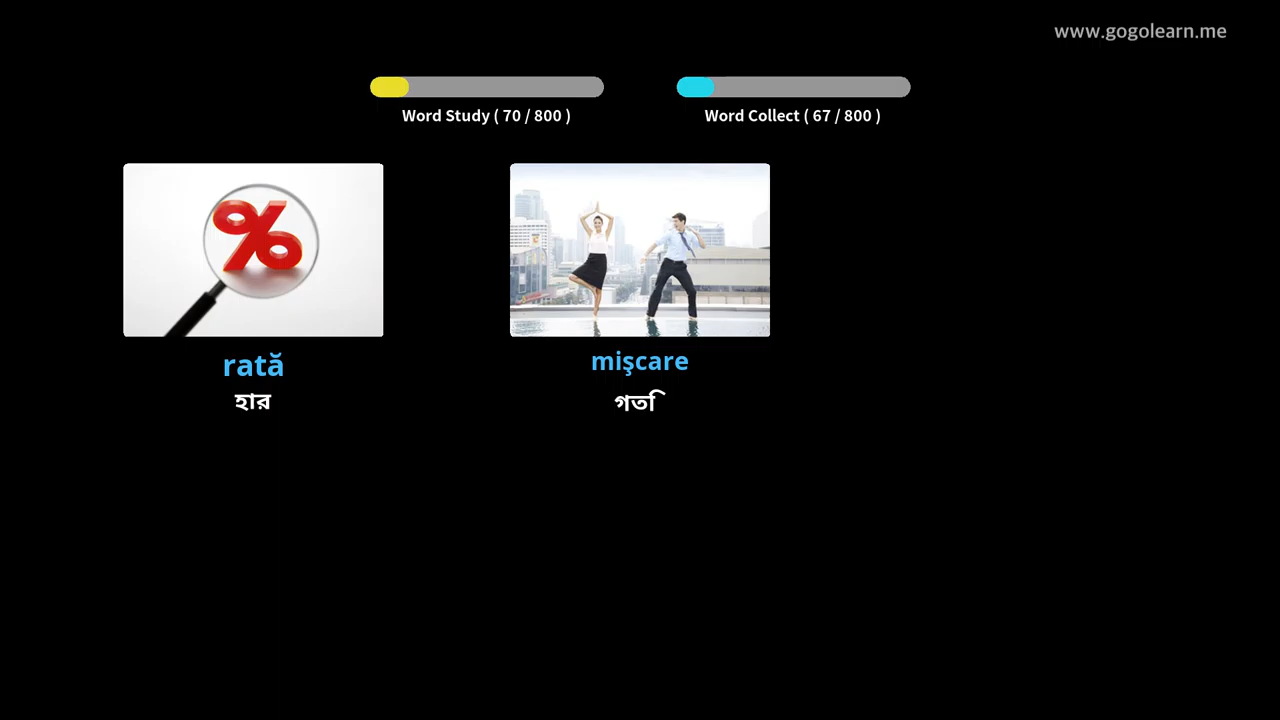 www.gogolearn.me
Word Study ( 70 / 800 )
Word Collect ( 67 / 800 )
rată
mişcare
হার
গতি